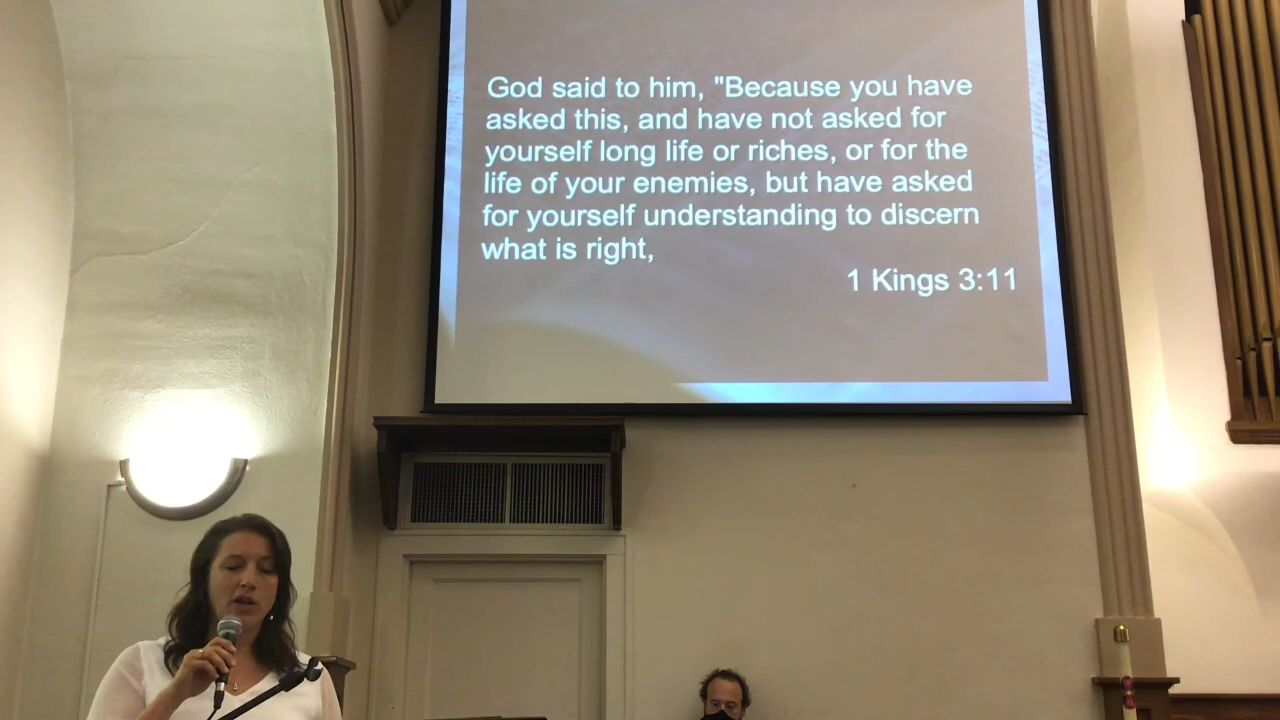 God said to him, "Because you have
asked this, and have not asked for
yourself long life or riches, or for the
life of your enemies, but have asked
for yourself understanding to discern
what is right,
1 Kings 3:11